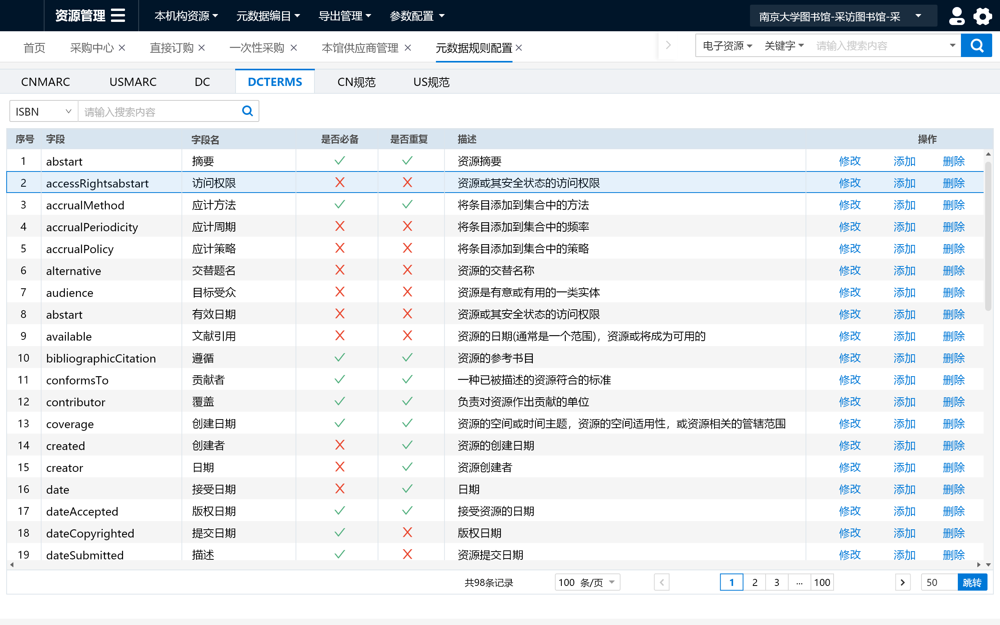 资源管理 本机构资源 元数据编目 导出管理 参数配置 南京大学图书馆-采访图书馆-采
首页 采购中心 直接订购 一次性采购 本馆供应商管理 元数据规则配置 电子资源 关键字 请输入搜索内容
CNMARC USMARC DC DCTERMS CN规范 US规范
ISBN 请输入搜索内容
序号 字段 字段名 是否必备 是否重复 描述 操作
1 abstart 摘要 资源摘要 修改 添加 删除
2 accessRightsabstart 访问权限 资源或其安全状态的访问权限 修改 添加 删除
3 accrualMethod 应计方法 将条目添加到集合中的方法 修改 添加 删除
4 accrualPeriodicity 应计周期 将条目添加到集合中的频率 修改 添加 删除
5 accrualPolicy 应计策略 将条目添加到集合中的策略 修改 添加 删除
6 alternative 交替题名 资源的交替名称 修改 添加 删除
7 audience 目标受众 资源是有意或有用的一类实体 修改 添加 删除
8 abstart 有效日期 资源或其安全状态的访问权限 修改 添加 删除
9 available 文献引用 资源的日期(通常是一个范围)，资源或将成为可用的 修改 添加 删除
10 bibliographicCitation 遵循 资源的参考书目 修改 添加 删除
11 conformsTo 贡献者 一种已被描述的资源符合的标准 修改 添加 删除
12 contributor 覆盖 负责对资源作出贡献的单位 修改 添加 删除
13 coverage 创建日期 资源的空间或时间主题，资源的空间适用性，或资源相关的管辖范围 修改 添加 删除
14 created 创建者 资源的创建日期 修改 添加 删除
15 creator 日期 资源创建者 修改 添加 删除
16 date 接受日期 日期 修改 添加 删除
17 dateAccepted 版权日期 接受资源的日期 修改 添加 删除
18 dateCopyrighted 提交日期 版权日期 修改 添加 删除
19 dateSubmitted 描述 资源提交日期 修改 添加 删除
共98条记录 100 条/页 1 2 3 ... 100 50 跳转